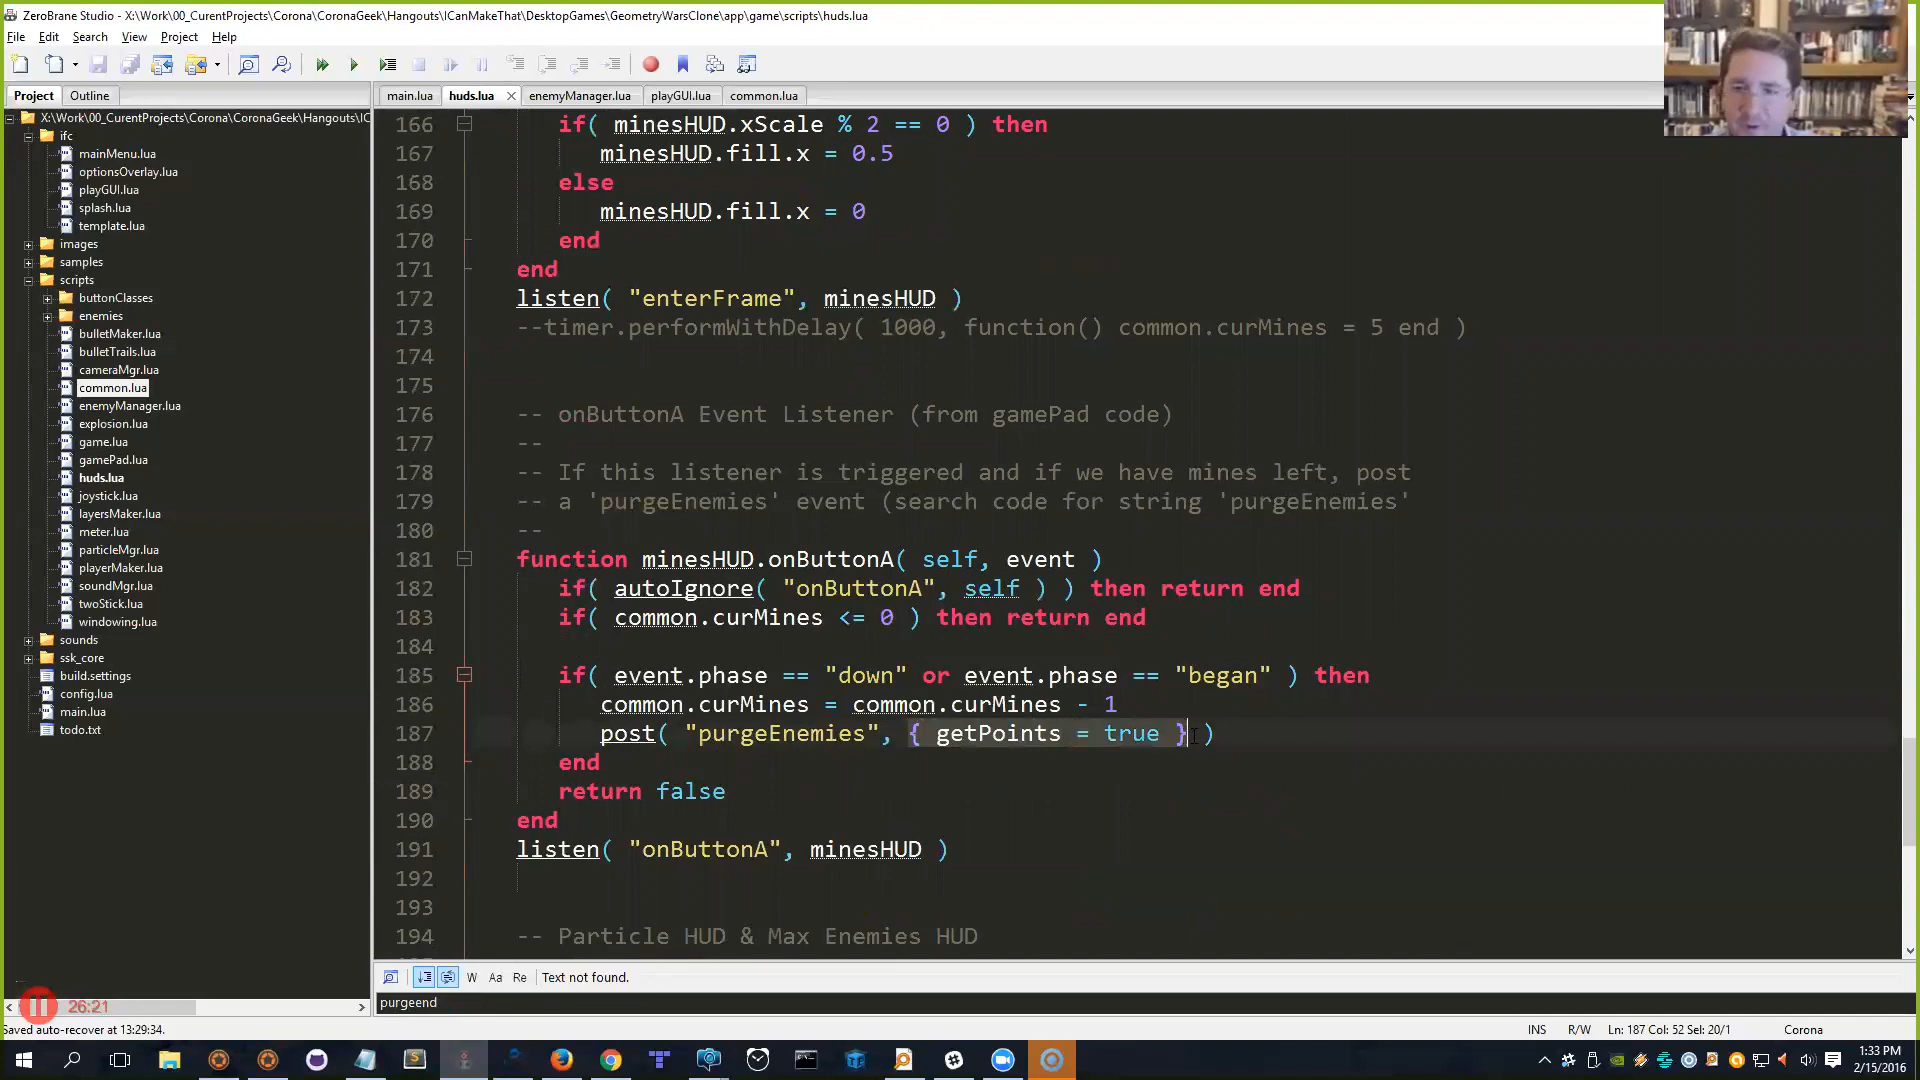 ZeroBrane Studio - X:\Work\00_CurentProjects\Corona\CoronaGeek\Hangouts\ICanMakeThat\DesktopGames\GeometryWarsClone\app\game\scripts\huds.lua
File Edit Search View Project Help
Project Outline
main.lua huds.lua enemyManager.lua playGUI.lua common.lua
X:\Work\00_CurentProjects\Corona\CoronaGeek\Hangouts\IC
ifc
mainMenu.lua
optionsOverlay.lua
playGUI.lua
splash.lua
template.lua
images
samples
scripts
buttonClasses
enemies
bulletMaker.lua
bulletTrails.lua
cameraMgr.lua
common.lua
enemyManager.lua
explosion.lua
game.lua
gamePad.lua
huds.lua
joystick.lua
layersMaker.lua
meter.lua
particleMgr.lua
playerMaker.lua
soundMgr.lua
twoStick.lua
windowing.lua
sounds
ssk_core
build.settings
config.lua
main.lua
todo.txt
166 if( minesHUD.xScale % 2 == 0 ) then
167 minesHUD.fill.x = 0.5
168 else
169 minesHUD.fill.x = 0
170 end
171 end
172 listen( "enterFrame", minesHUD )
173 --timer.performWithDelay( 1000, function() common.curMines = 5 end )
174
175
176 -- onButtonA Event Listener (from gamePad code)
177 --
178 -- If this listener is triggered and if we have mines left, post
179 -- a 'purgeEnemies' event (search code for string 'purgeEnemies'
180 --
181 function minesHUD.onButtonA( self, event )
182 if( autoIgnore( "onButtonA", self ) ) then return end
183 if( common.curMines <= 0 ) then return end
184
185 if( event.phase == "down" or event.phase == "began" ) then
186 common.curMines = common.curMines - 1
187 post( "purgeEnemies", { getPoints = true } )
188 end
189 return false
190 end
191 listen( "onButtonA", minesHUD )
192
193
194 -- Particle HUD & Max Enemies HUD
W Aa Re Text not found.
purgeend
26:21
Saved auto-recover at 13:29:34.
INS R/W Ln: 187 Col: 52 Sel: 20/1 Corona
1:33 PM
2/15/2016